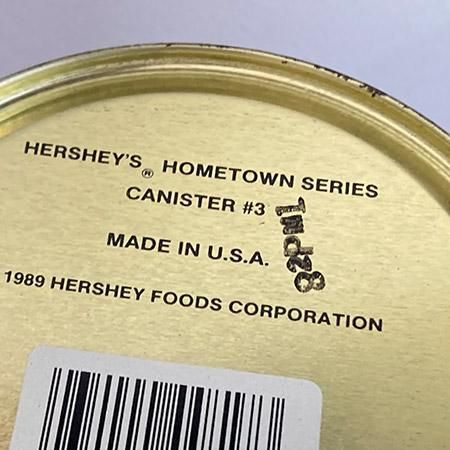 HERSHEY'S® HOMETOWN SERIES
CANISTER #3
MADE IN U.S.A.
1989 HERSHEY FOODS CORPORATION